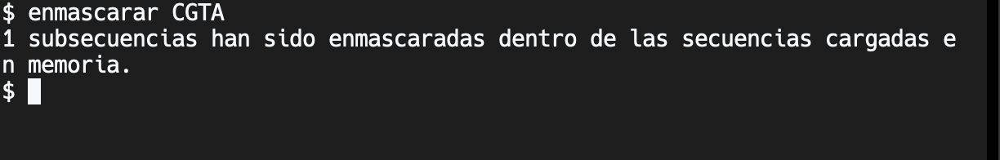 $ enmascarar CGTA
1 subsecuencias han sido enmascaradas dentro de las secuencias cargadas e
n memoria.
$